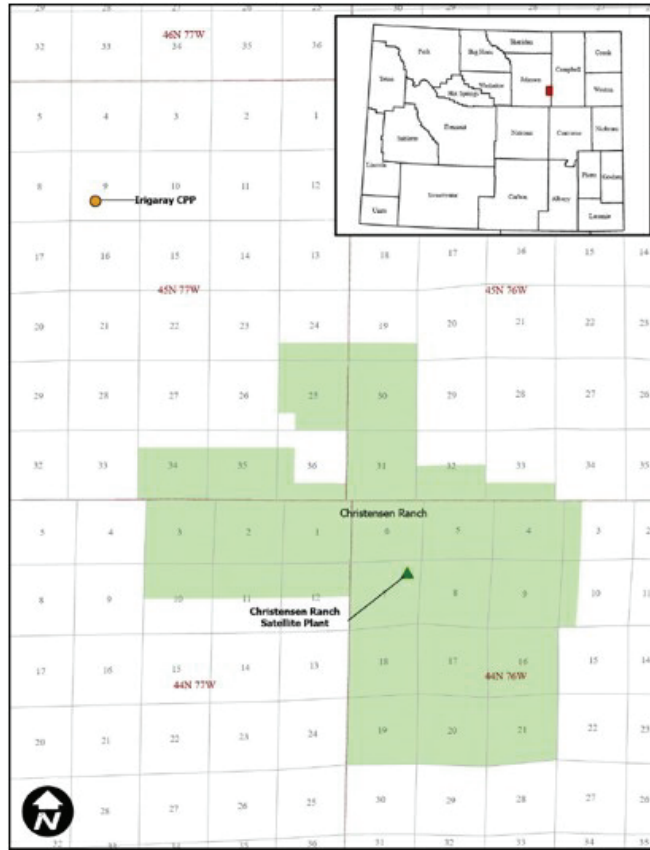 46N 77W
32 33 34 35 36
5 4 3 2 1
8 9 10 11 12
Irigaray CPP
17 16 15 14 13 18 17 16 15 14
45N 77W 45N 76W
20 21 22 23 24 19 20 21 22 23
29 28 27 26 25 30 29 28 27 26
32 33 34 35 36 31 32 33 34 35
Christensen Ranch
5 4 3 2 1 6 5 4 3 2
8 9 10 11 12 8 9 10 11
Christensen Ranch
Satellite Plant
17 16 15 14 13 18 17 16 15 14
44N 77W 44N 76W
20 21 22 23 24 19 20 21 22 23
28 27 26 25 30 29 28 27 26
N
Sheridan
Park Big Horn Campbell Crook
Teton Johnson Weston
Washakie
Hot Springs
Fremont Natrona Converse Niobrara
Sublette
Lincoln Platte Goshen
Sweetwater Carbon Albany
Uinta Laramie